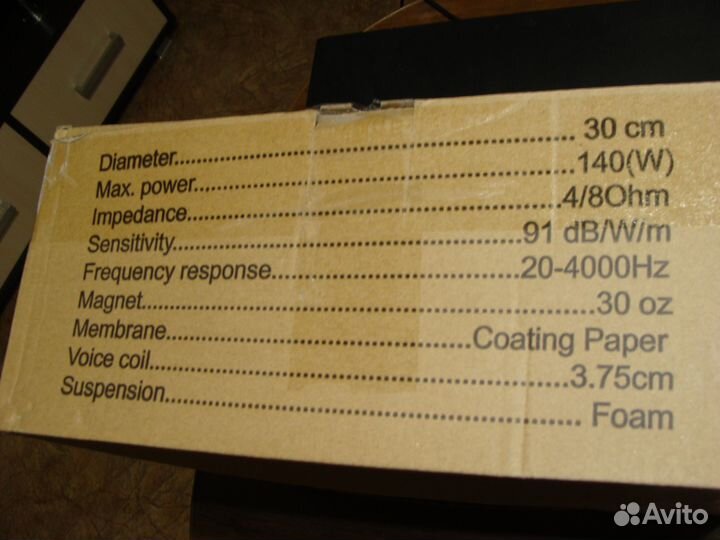 Diameter.................................................. 30 cm
Max. power..................................................140(W)
Impedance..................................................4/8Ohm
Sensitivity..................................................91 dB/W/m
Frequency response..................................20-4000Hz
Magnet..................................................30 oz
Membrane..................................Coating Paper
Voice coil..................................................3.75cm
Suspension.................................................. Foam
Avito